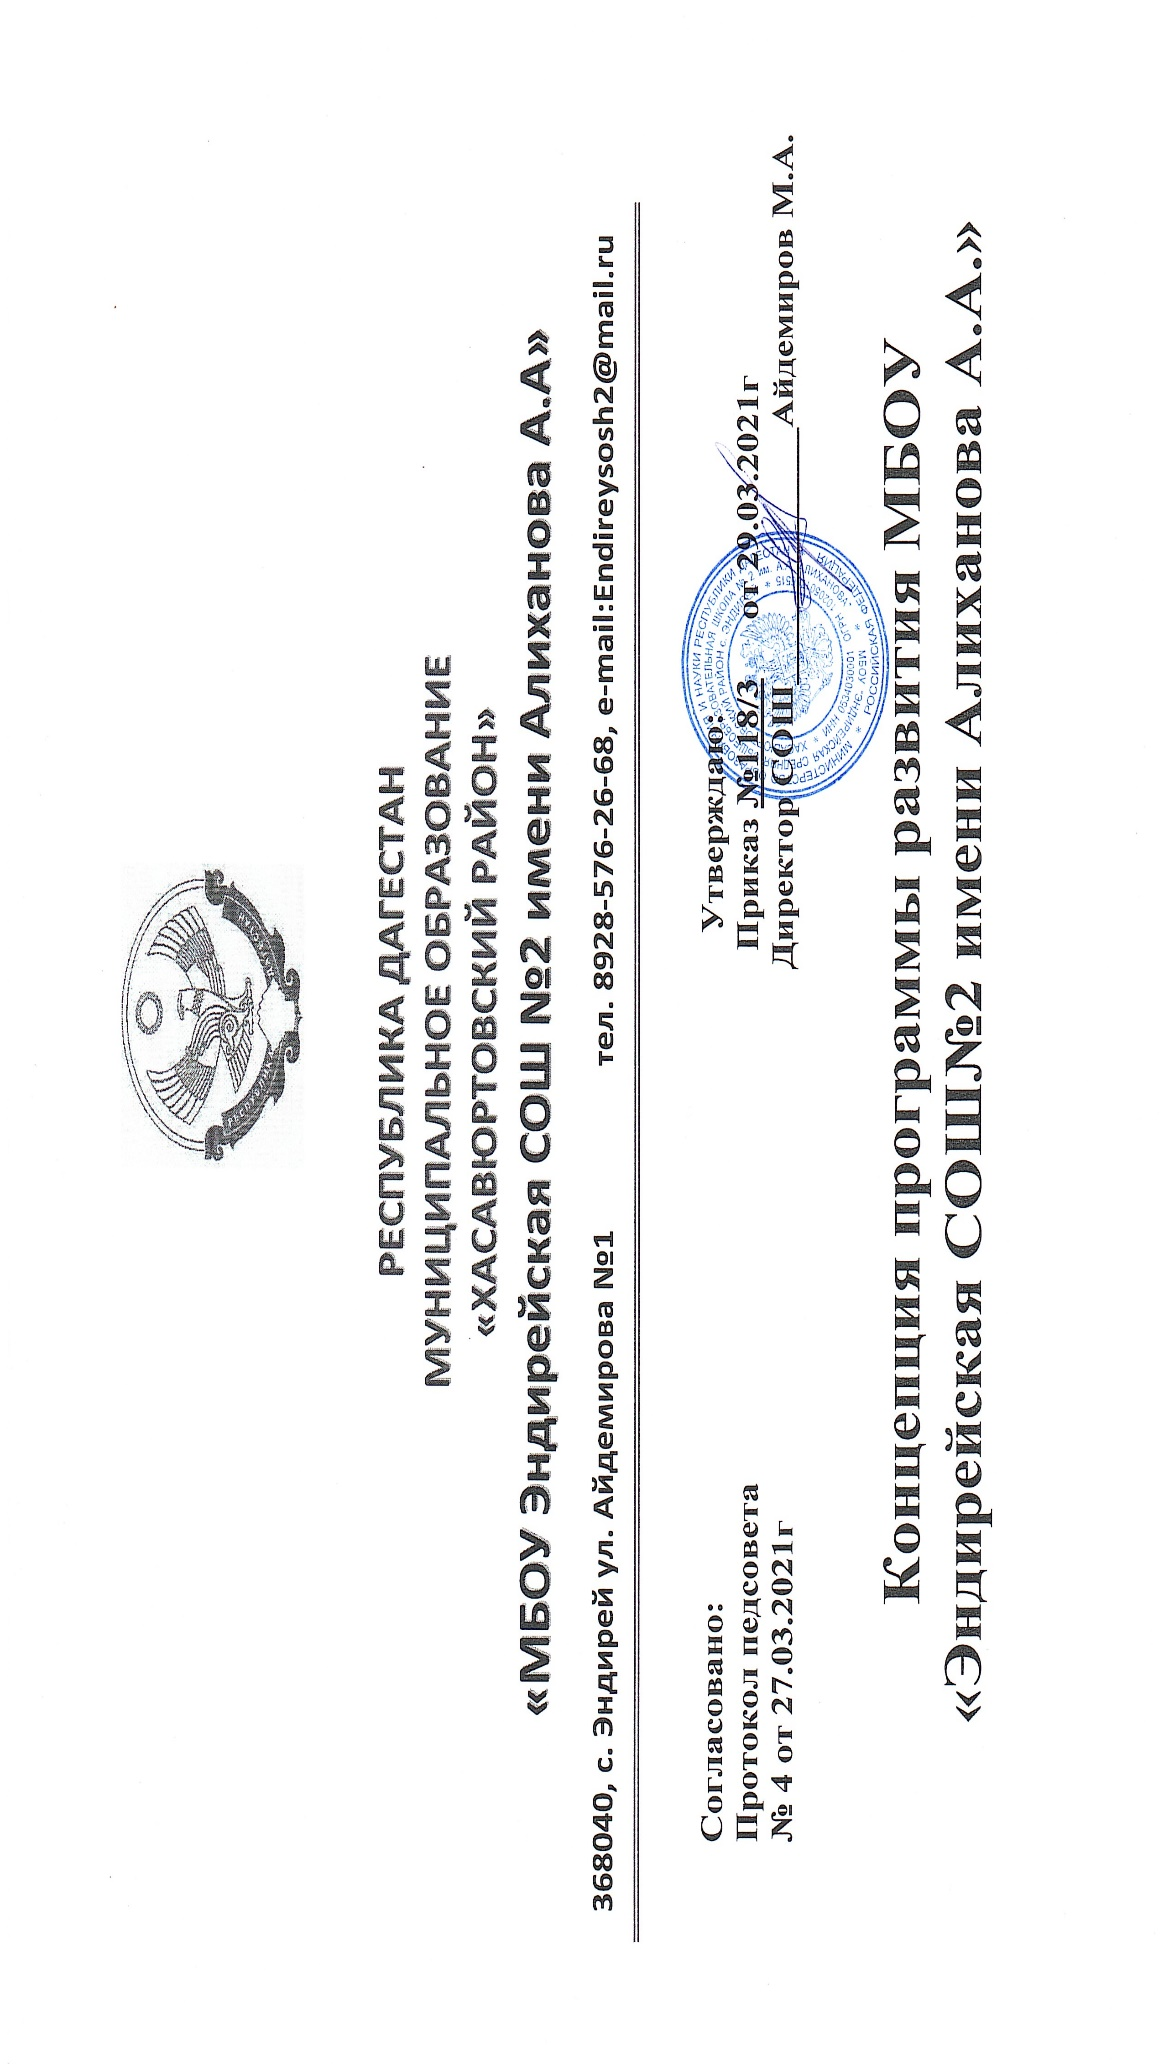 РЕСПУБЛИКА ДАГЕСТАН
МУНИЦИПАЛЬНОЕ ОБРАЗОВАНИЕ
«ХАСАВЮРТОВСКИЙ РАЙОН»
«МБОУ Эндирейская СОШ №2 имени Алиханова А.А»
368040, с. Эндирей ул. Айдемирова №1 тел. 8928-576-26-68, e-mail:Endireysosh2@mail.ru
Согласовано: Утверждаю:
Протокол педсовета Приказ №118/3 от 29.03.2021г
№ 4 от 27.03.2021г Директор СОШ Айдемиров М.А.
РОССИЙСКАЯ ФЕДЕРАЦИЯ
Концепция программы развития МБОУ
«Эндирейская СОШ№2 имени Алиханова А.А.»